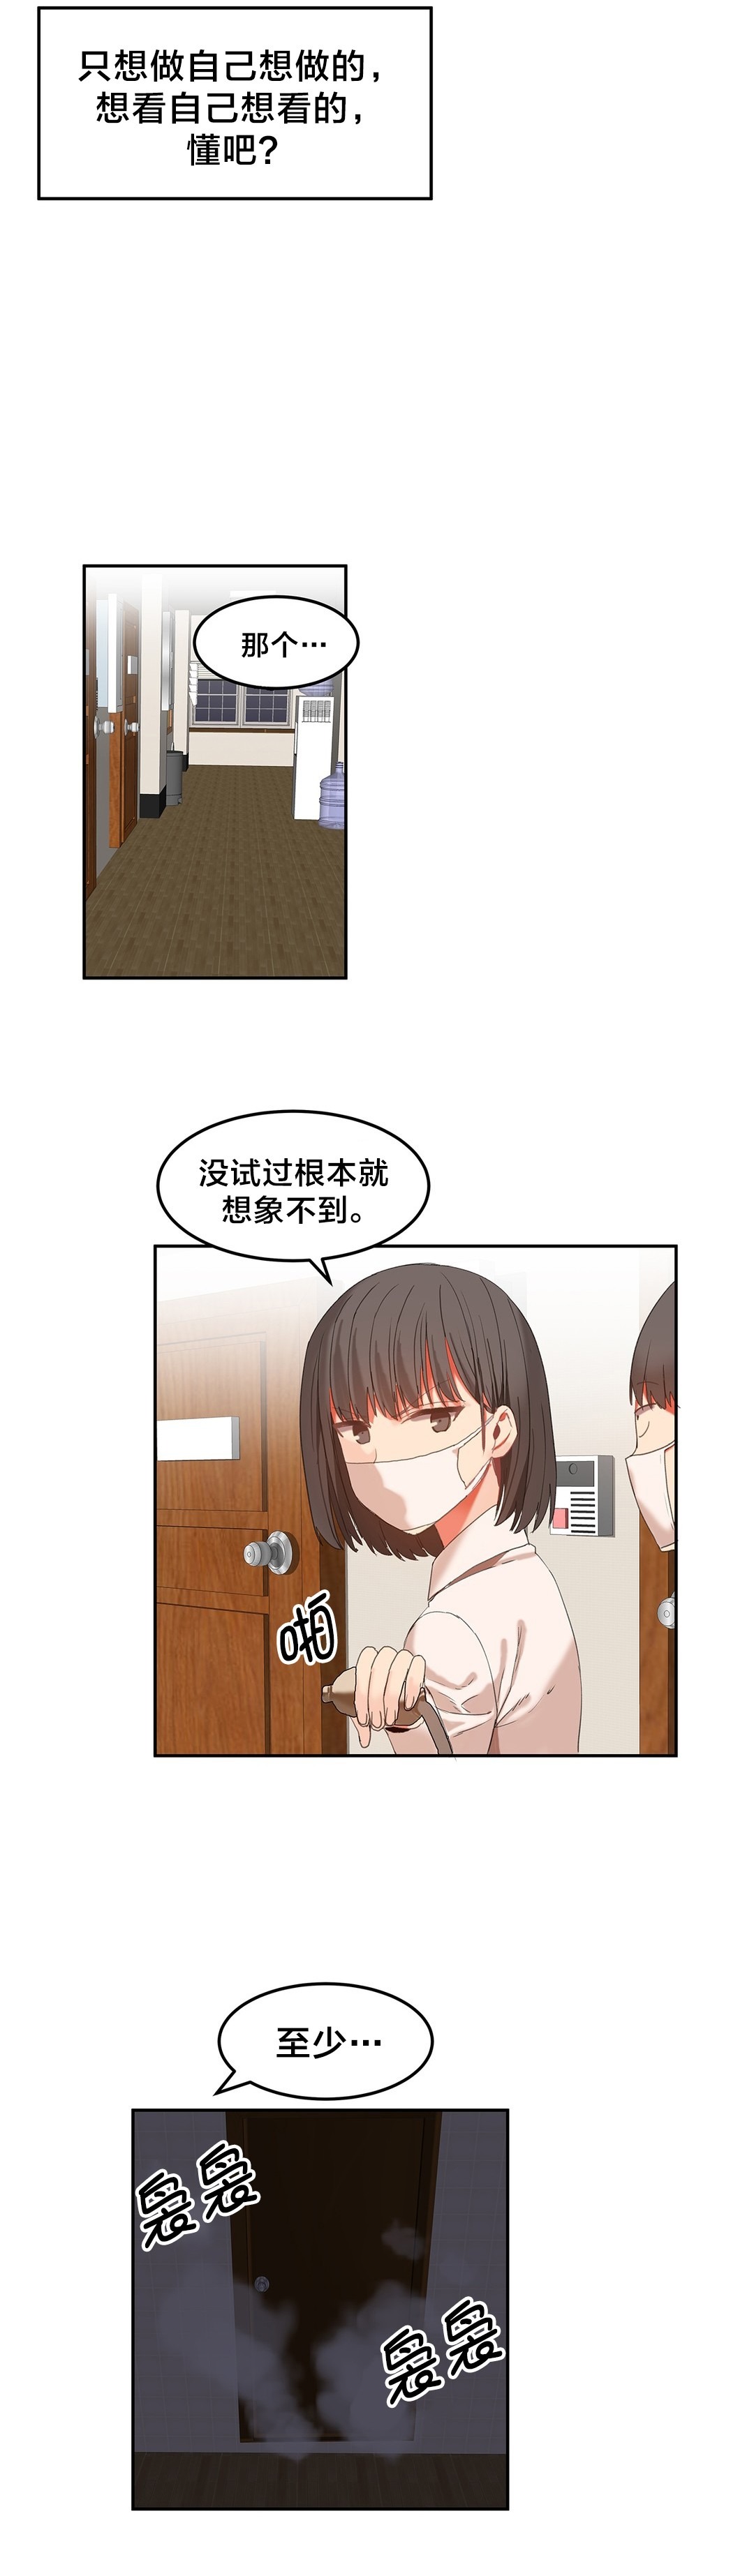 只想做自己想做的，
想看自己想看的，
懂吧？
那个…
没试过根本就
想象不到。
啪
至少…
袅袅
袅袅